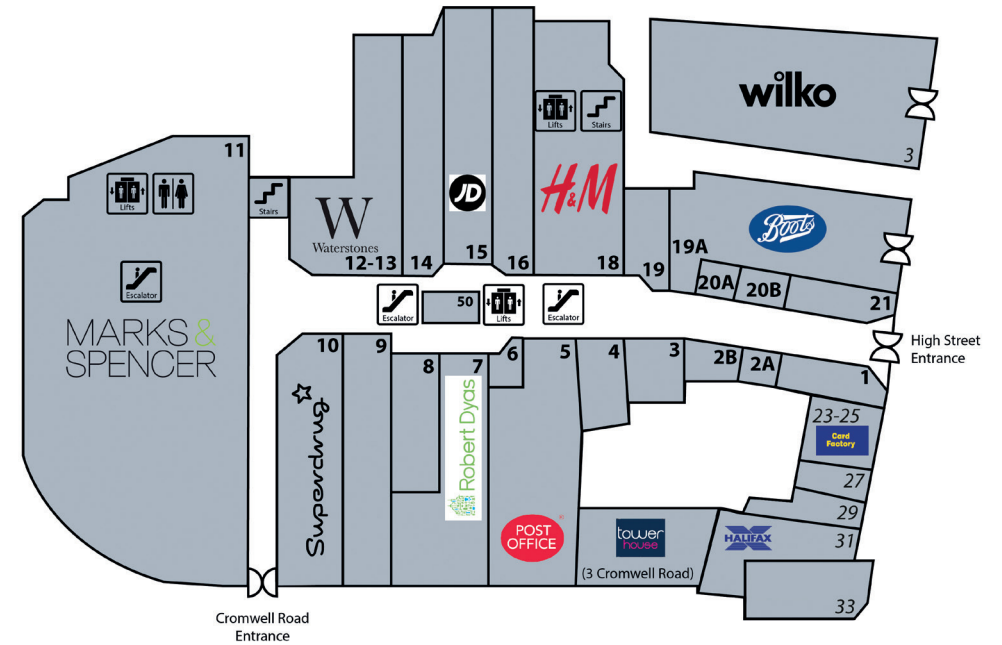 wilko
3
11
Lifts
Stairs
Escalator
MARKS &
SPENCER
W
Waterstones
12-13
14
JD
15
16
Lifts
Stairs
H&M
18
19
19A
Boots
20A
20B
21
Escalator
50
Lifts
Escalator
High Street
Entrance
10
Superdrug
9
8
7
Robert Dyas
6
5
POST
OFFICE
4
3
2B
2A
1
23-25
Card
Factory
27
29
31
33
tower
house
(3 Cromwell Road)
HALIFAX
Cromwell Road
Entrance